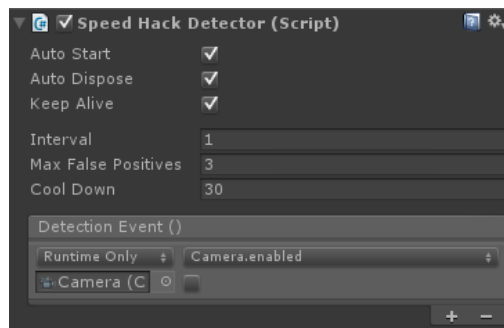 Speed Hack Detector (Script)
Auto Start
Auto Dispose
Keep Alive
Interval 1
Max False Positives 3
Cool Down 30
Detection Event ()
Runtime Only Camera.enabled
Camera (C